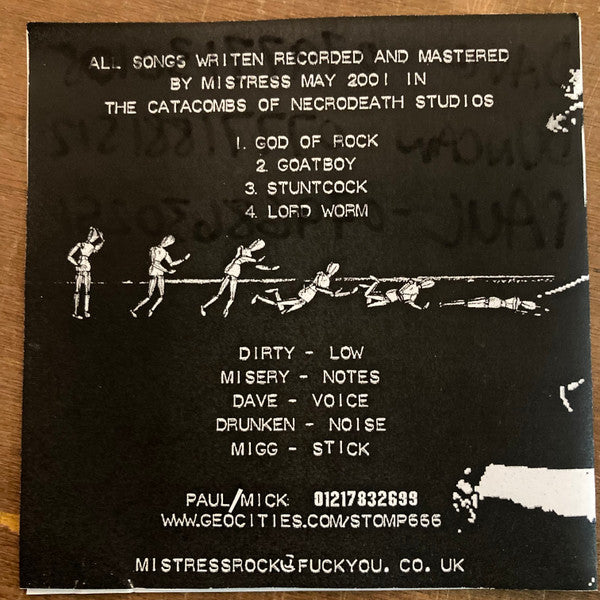 ALL SONGS WRITEN RECORDED AND MASTERED
BY MISTRESS MAY 2001 IN
THE CATACOMBS OF NECRODEATH STUDIOS
1. GOD OF ROCK
2. GOATBOY
3. STUNTCOCK
4. LORD WORM
DIRTY - LOW
MISERY - NOTES
DAVE - VOICE
DRUNKEN - NOISE
MIGG - STICK
PAUL/MICK: 01217832699
WWW.GEOCITIES.COM/STOMP666
MISTRESSROCK@FUCKYOU.CO.UK